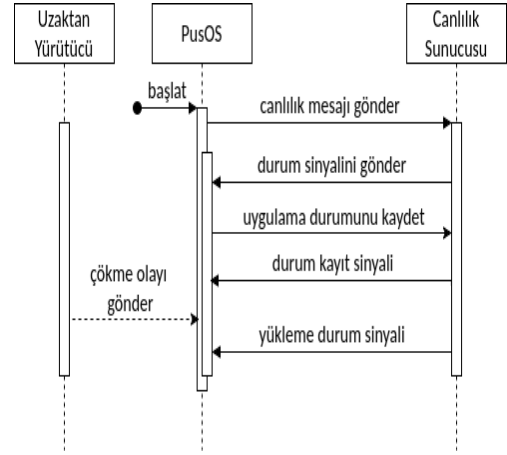 Uzaktan
Yürütücü
PusOS
Canlılık
Sunucusu
başlat
canlılık mesajı gönder
durum sinyalini gönder
uygulama durumunu kaydet
durum kayıt sinyali
çökme olayı
gönder
yükleme durum sinyali